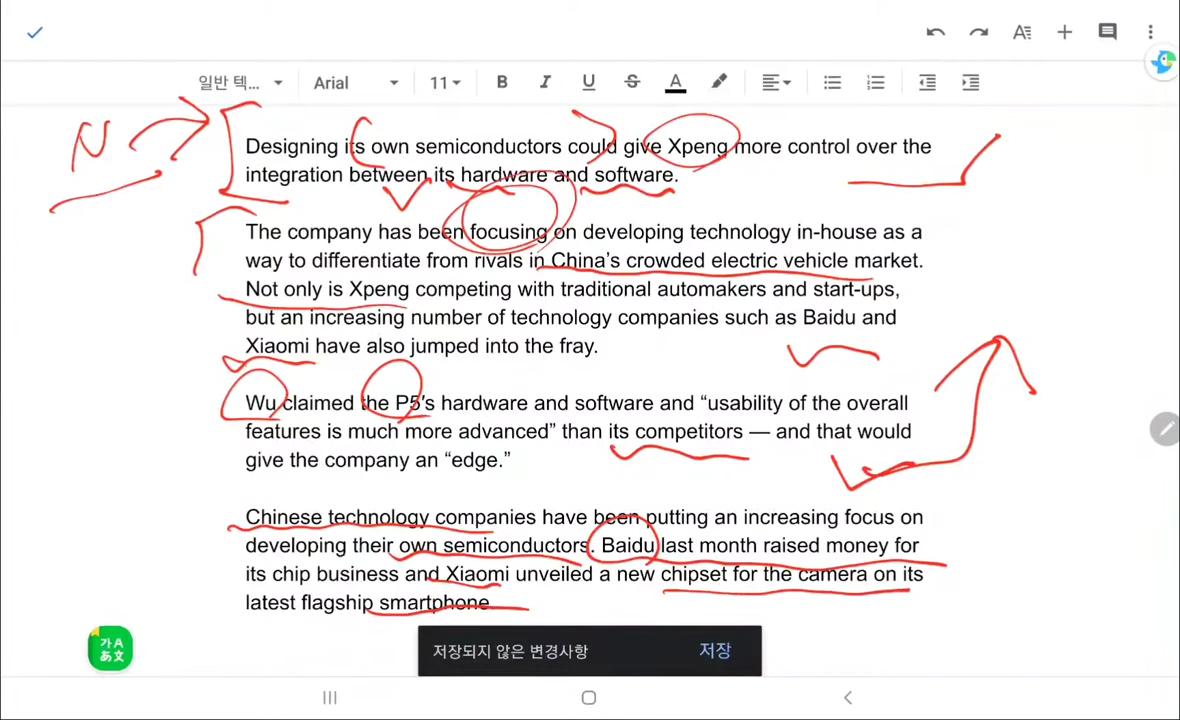 일반 텍... Arial 11 B I U S A
N
Designing its own semiconductors could give Xpeng more control over the
integration between its hardware and software.
The company has been focusing on developing technology in-house as a
way to differentiate from rivals in China's crowded electric vehicle market.
Not only is Xpeng competing with traditional automakers and start-ups,
but an increasing number of technology companies such as Baidu and
Xiaomi have also jumped into the fray.
Wu claimed the P5's hardware and software and “usability of the overall
features is much more advanced” than its competitors — and that would
give the company an “edge.”
Chinese technology companies have been putting an increasing focus on
developing their own semiconductors. Baidu last month raised money for
its chip business and Xiaomi unveiled a new chipset for the camera on its
latest flagship smartphone.
가A
あ文
저장되지 않은 변경사항 저장